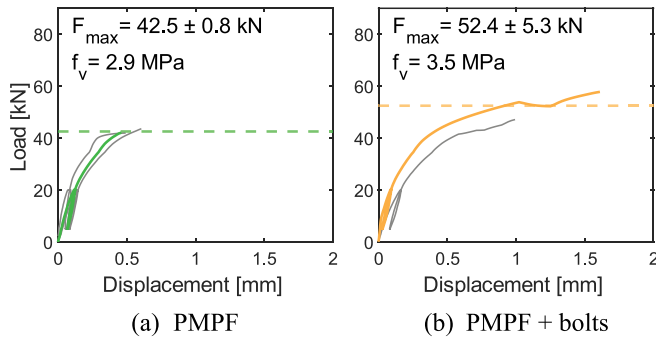 F_max = 42.5 ± 0.8 kN
f_v = 2.9 MPa
80
60
40
20
0
Load [kN]
0 0.5 1 1.5 2
Displacement [mm]
(a) PMPF
F_max = 52.4 ± 5.3 kN
f_v = 3.5 MPa
80
60
40
20
0
0 0.5 1 1.5 2
Displacement [mm]
(b) PMPF + bolts